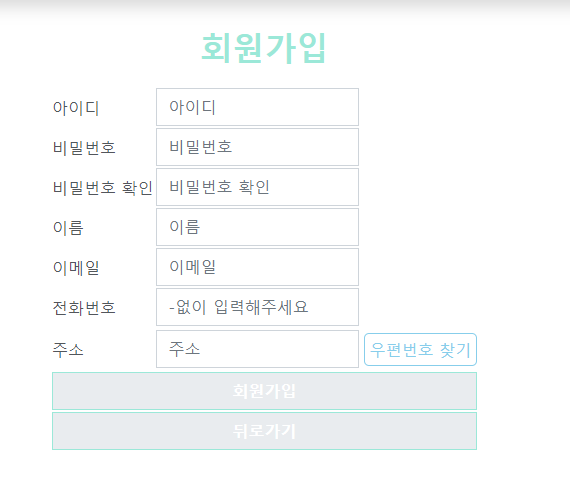 회원가입
아이디 아이디
비밀번호 비밀번호
비밀번호 확인 비밀번호 확인
이름 이름
이메일 이메일
전화번호 -없이 입력해주세요
주소 주소 우편번호 찾기
회원가입
뒤로가기